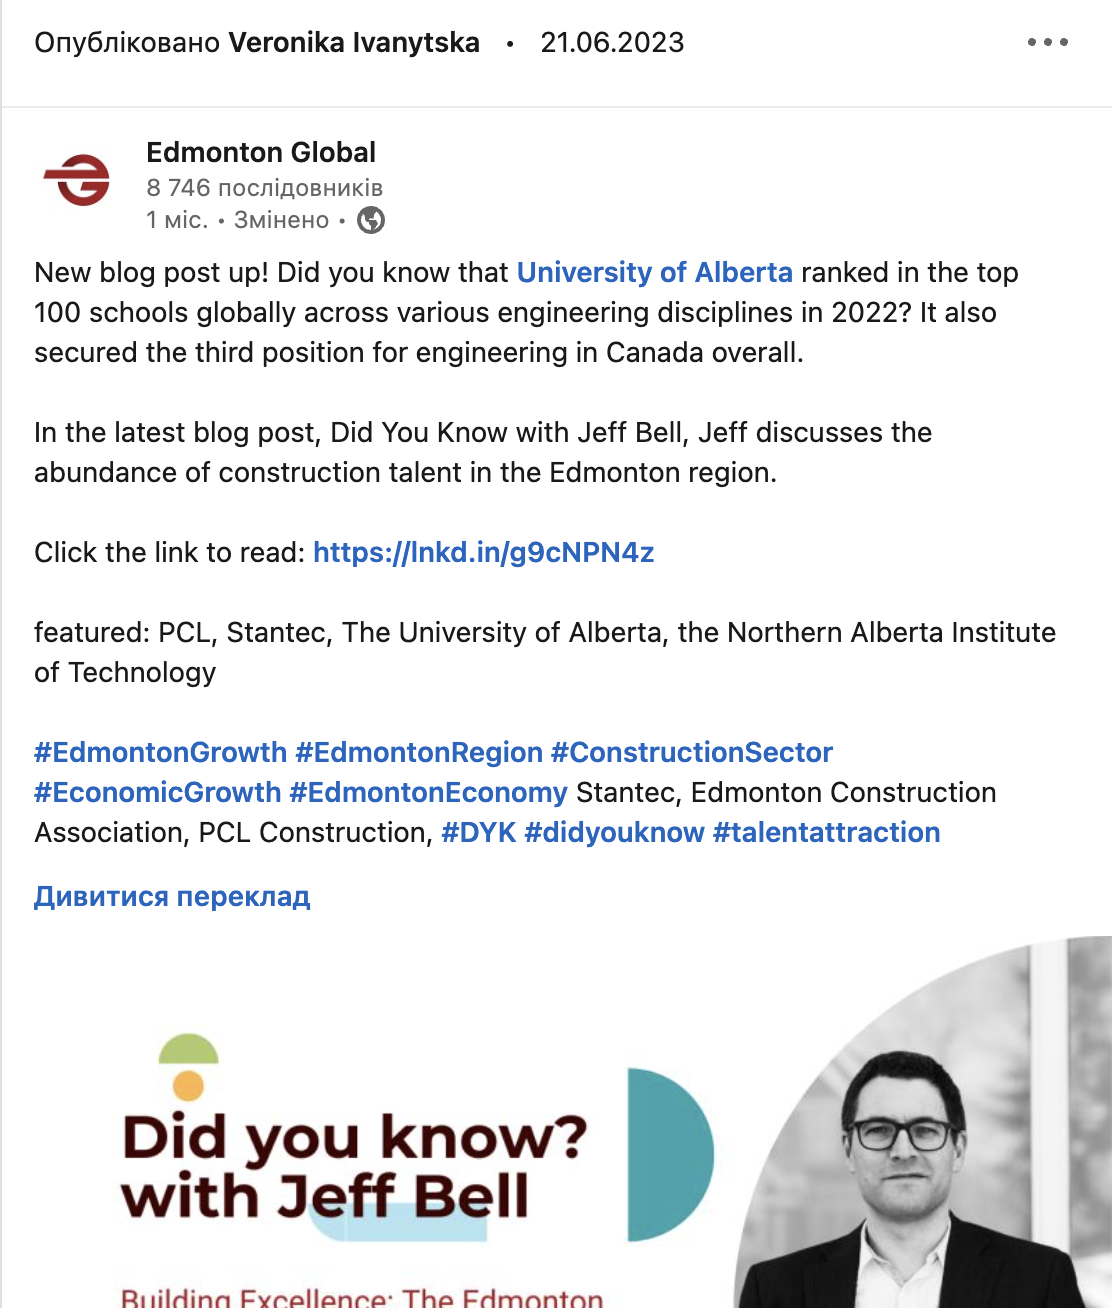 Опубліковано Veronika Ivanytska • 21.06.2023
Edmonton Global
8 746 послідовників
1 міс. • Змінено •
New blog post up! Did you know that University of Alberta ranked in the top
100 schools globally across various engineering disciplines in 2022? It also
secured the third position for engineering in Canada overall.
In the latest blog post, Did You Know with Jeff Bell, Jeff discusses the
abundance of construction talent in the Edmonton region.
Click the link to read: https://lnkd.in/g9cNPN4z
featured: PCL, Stantec, The University of Alberta, the Northern Alberta Institute
of Technology
#EdmontonGrowth #EdmontonRegion #ConstructionSector
#EconomicGrowth #EdmontonEconomy Stantec, Edmonton Construction
Association, PCL Construction, #DYK #didyouknow #talentattraction
Дивитися переклад
Did you know?
with Jeff Bell
Building Excellence: The Edmonton